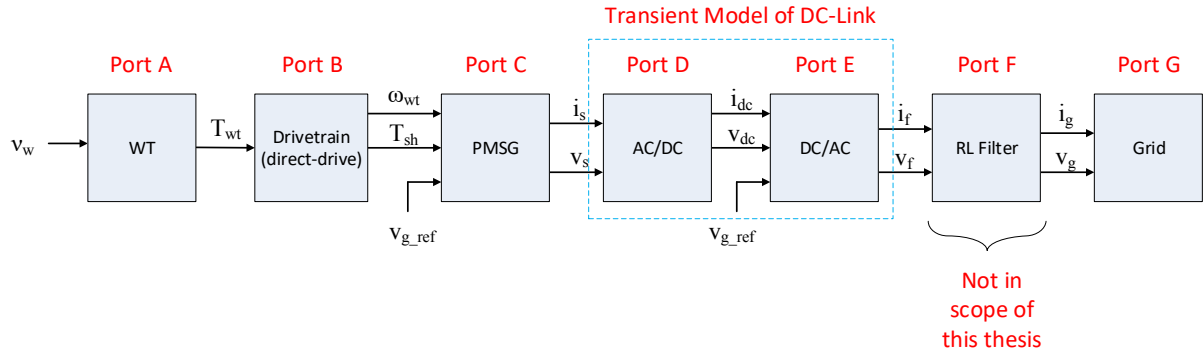 Transient Model of DC-Link
Port A
Port B
Port C
Port D
Port E
Port F
Port G
ν_w
WT
T_wt
Drivetrain
(direct-drive)
ω_wt
T_sh
v_g_ref
PMSG
i_s
v_s
AC/DC
i_dc
v_dc
v_g_ref
DC/AC
i_f
v_f
RL Filter
i_g
v_g
Grid
Not in
scope of
this thesis